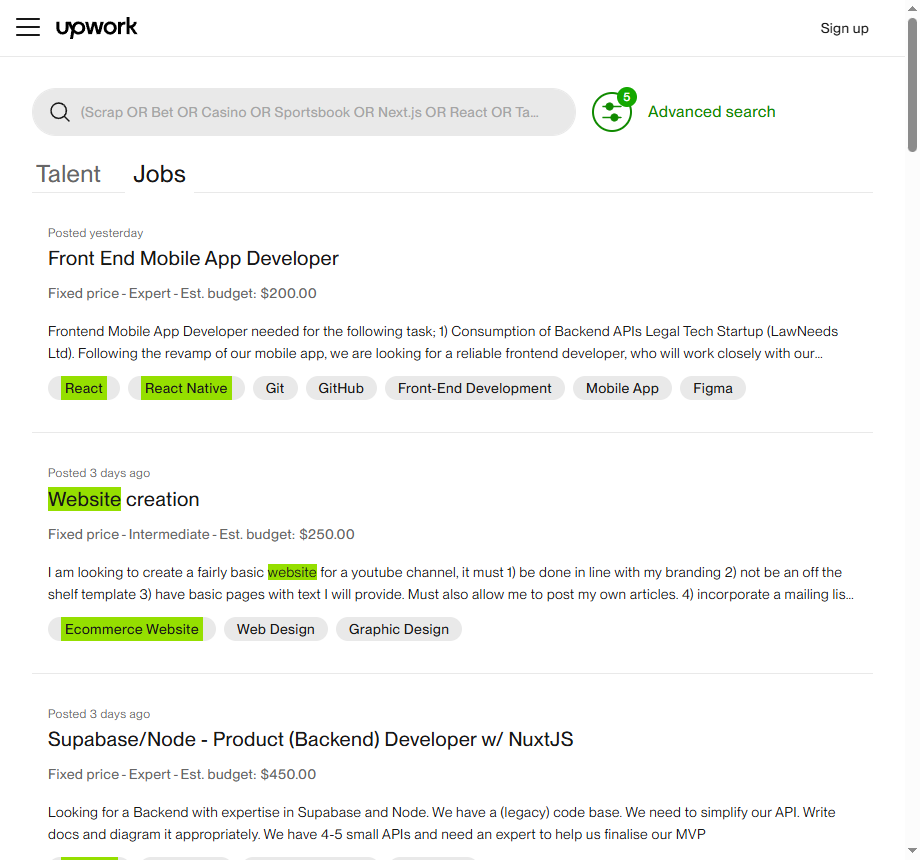 upwork
Sign up
(Scrap OR Bet OR Casino OR Sportsbook OR Next.js OR React OR Ta...
5
Advanced search
Talent
Jobs
Posted yesterday
Front End Mobile App Developer
Fixed price - Expert - Est. budget: $200.00
Frontend Mobile App Developer needed for the following task; 1) Consumption of Backend APIs Legal Tech Startup (LawNeeds
Ltd). Following the revamp of our mobile app, we are looking for a reliable frontend developer, who will work closely with our...
React React Native Git GitHub Front-End Development Mobile App Figma
Posted 3 days ago
Website creation
Fixed price - Intermediate - Est. budget: $250.00
I am looking to create a fairly basic website for a youtube channel, it must 1) be done in line with my branding 2) not be an off the
shelf template 3) have basic pages with text I will provide. Must also allow me to post my own articles. 4) incorporate a mailing lis...
Ecommerce Website Web Design Graphic Design
Posted 3 days ago
Supabase/Node - Product (Backend) Developer w/ NuxtJS
Fixed price - Expert - Est. budget: $450.00
Looking for a Backend with expertise in Supabase and Node. We have a (legacy) code base. We need to simplify our API. Write
docs and diagram it appropriately. We have 4-5 small APIs and need an expert to help us finalise our MVP